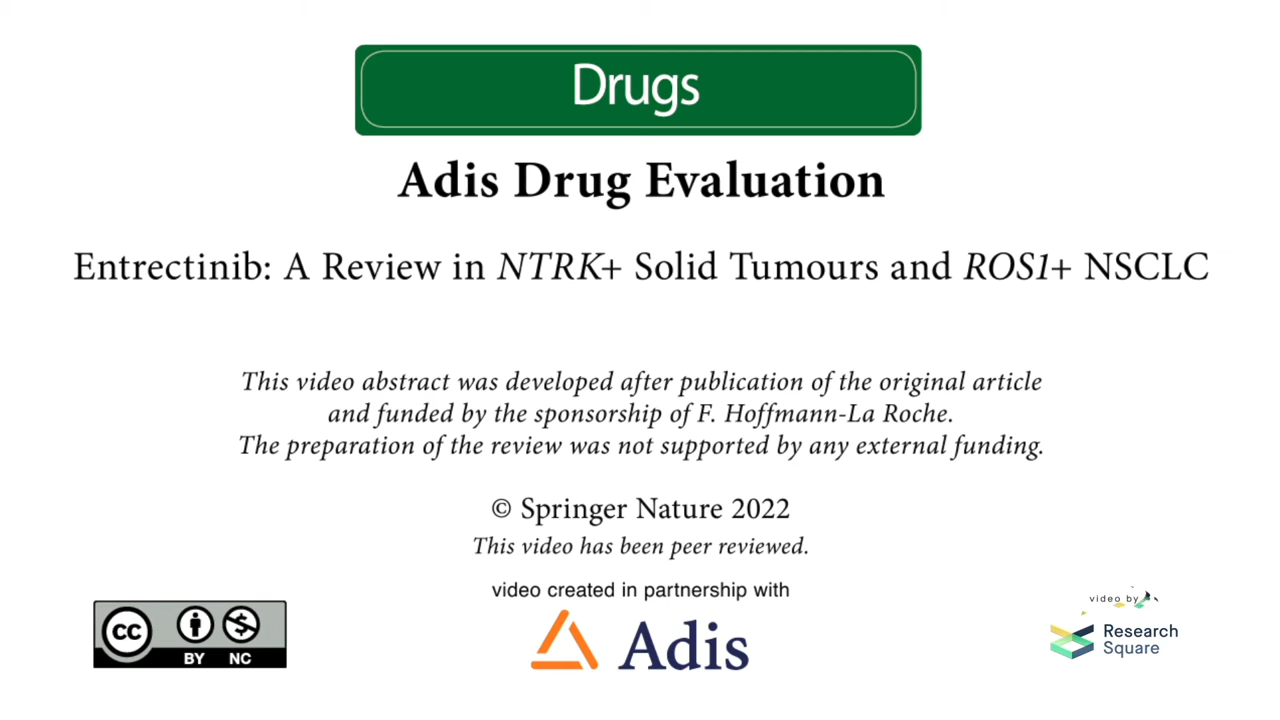 Drugs
Adis Drug Evaluation
Entrectinib: A Review in NTRK+ Solid Tumours and ROS1+ NSCLC
This video abstract was developed after publication of the original article
and funded by the sponsorship of F. Hoffmann-La Roche.
The preparation of the review was not supported by any external funding.
© Springer Nature 2022
This video has been peer reviewed.
video created in partnership with
Adis
cc
BY NC
video by
Research
Square